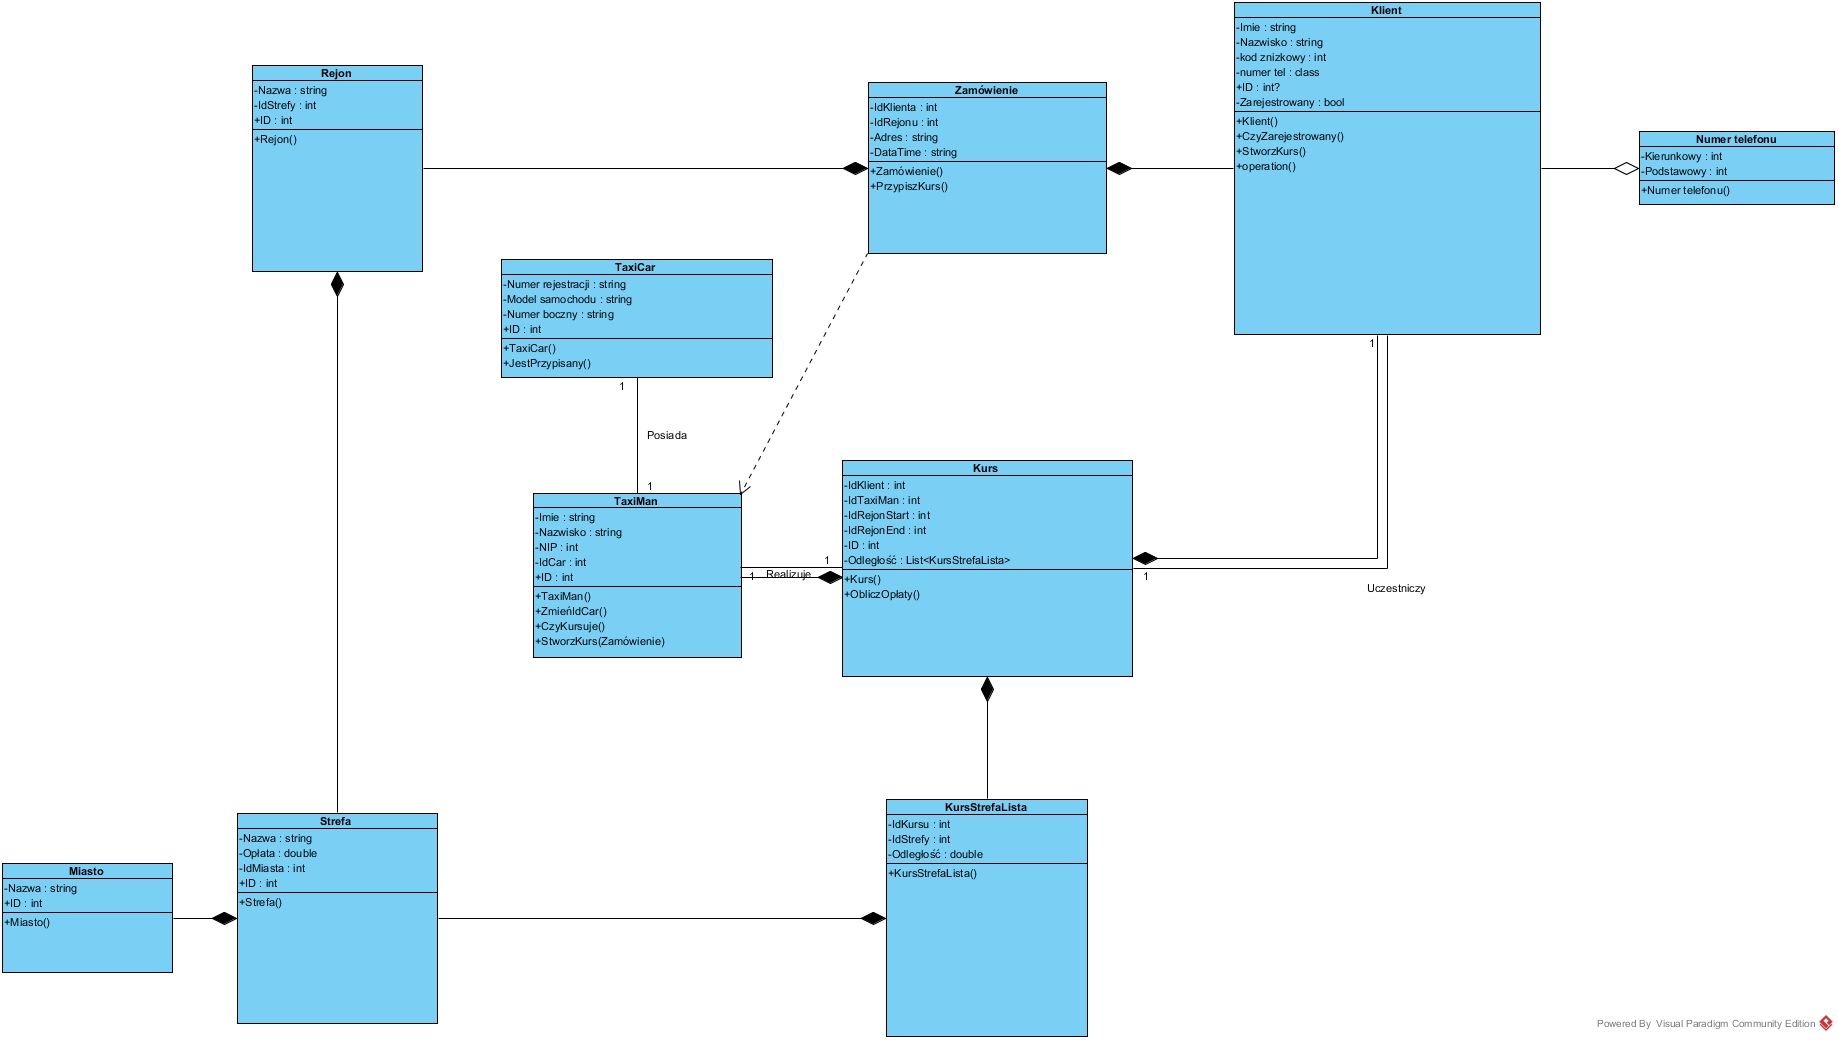 Klient
-Imie : string
-Nazwisko : string
-kod znizkowy : int
-numer tel : class
+ID : int?
-Zarejestrowany : bool
+Klient()
+CzyZarejestrowany()
+StworzKurs()
+operation()
Rejon
-Nazwa : string
-IdStrefy : int
+ID : int
+Rejon()
Zamówienie
-IdKlienta : int
-IdRejonu : int
-Adres : string
-DataTime : string
+Zamówienie()
+PrzypiszKurs()
Numer telefonu
-Kierunkowy : int
-Podstawowy : int
+Numer telefonu()
TaxiCar
-Numer rejestracji : string
-Model samochodu : string
-Numer boczny : string
+ID : int
+TaxiCar()
+JestPrzypisany()
1
Posiada
1
1
TaxiMan
-Imie : string
-Nazwisko : string
-NIP : int
-IdCar : int
+ID : int
+TaxiMan()
+ZmieńIdCar()
+CzyKursuje()
+StworzKurs(Zamówienie)
1
Realizuje
1
Kurs
-IdKlient : int
-IdTaxiMan : int
-IdRejonStart : int
-IdRejonEnd : int
-ID : int
-Odległość : List<KursStrefaLista>
+Kurs()
+ObliczOpłaty()
1
Uczestniczy
KursStrefaLista
-IdKursu : int
-IdStrefy : int
-Odległość : double
+KursStrefaLista()
Strefa
-Nazwa : string
-Opłata : double
-IdMiasta : int
+ID : int
+Strefa()
Miasto
-Nazwa : string
+ID : int
+Miasto()
Powered By Visual Paradigm Community Edition